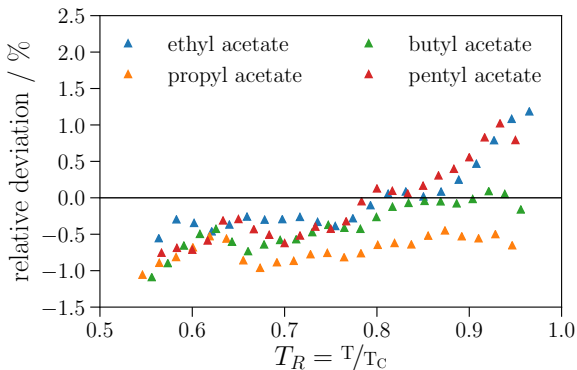 2.5
2.0
1.5
1.0
0.5
0.0
−0.5
−1.0
−1.5
relative deviation / %
ethyl acetate
propyl acetate
butyl acetate
pentyl acetate
0.5 0.6 0.7 0.8 0.9 1.0
T_R = T/T_C